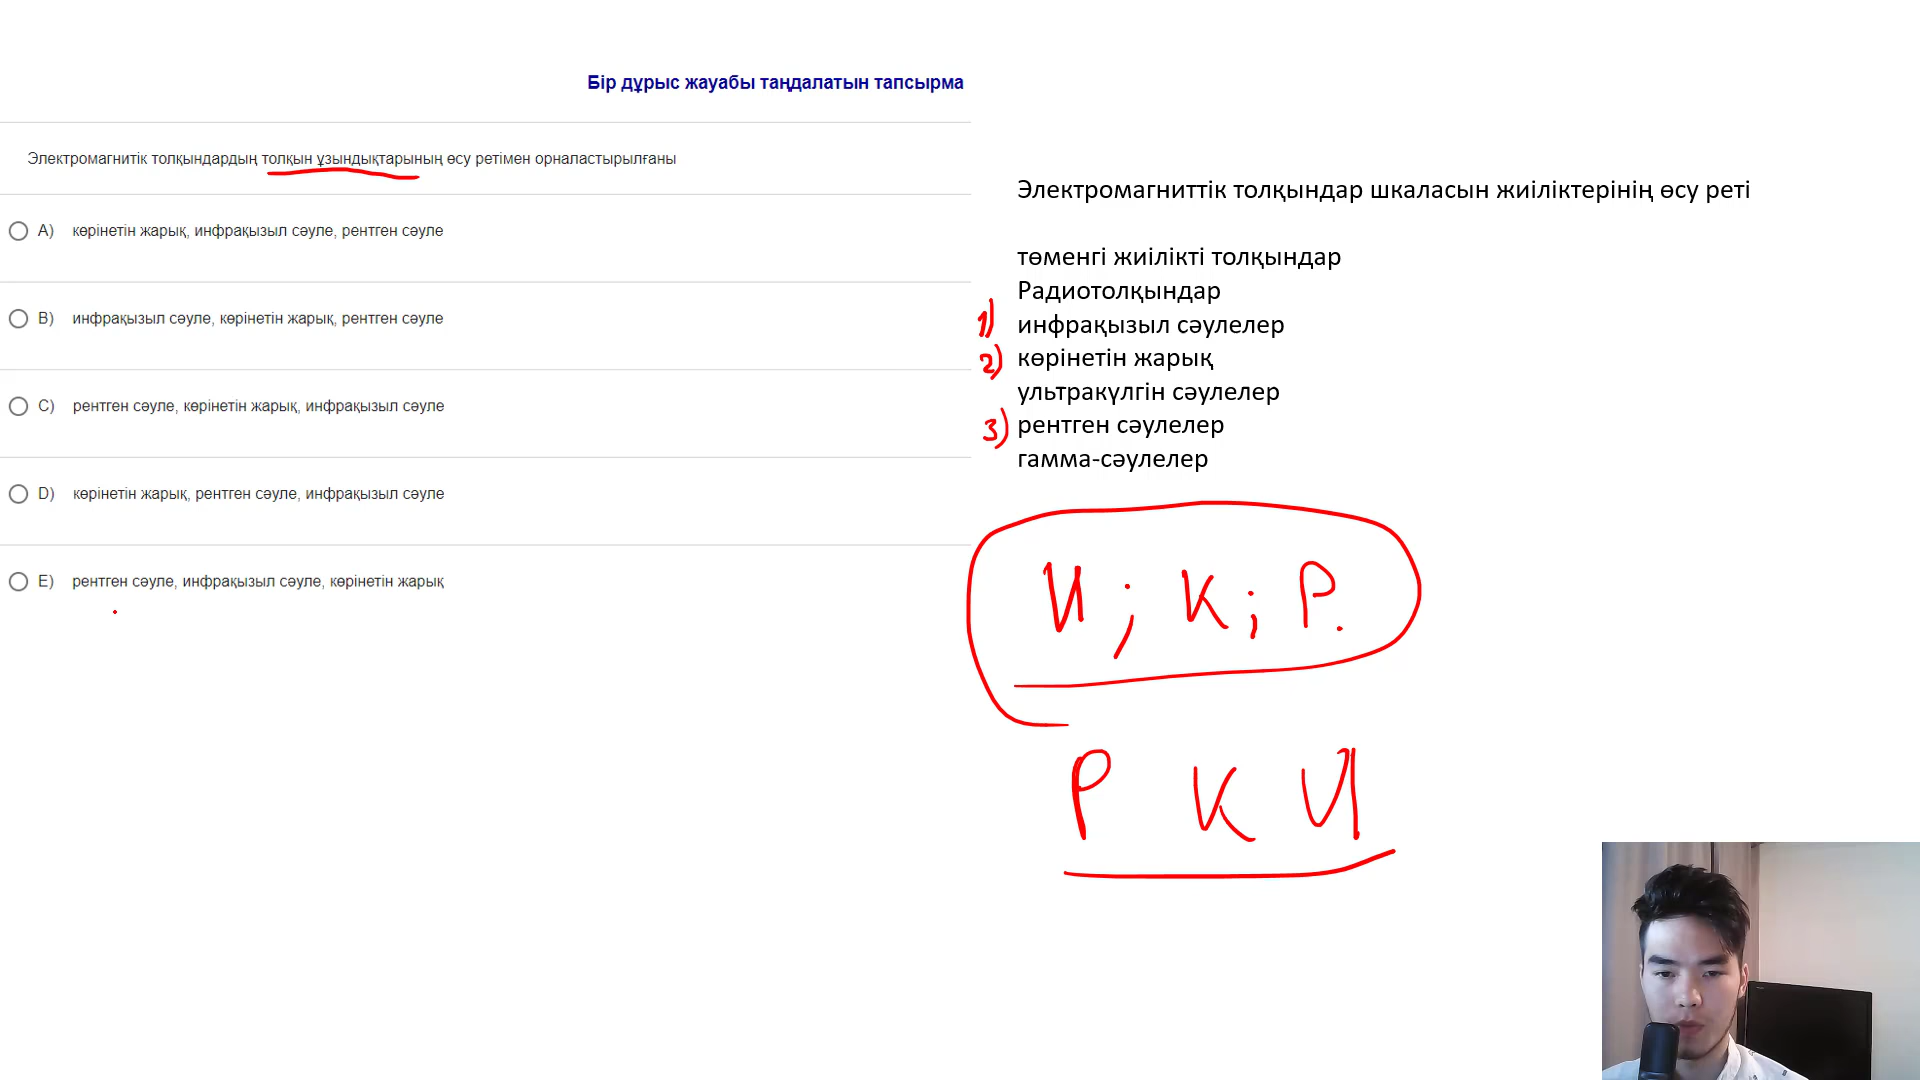 Бір дұрыс жауабы таңдалатын тапсырма
Электромагнитік толқындардың толқын ұзындықтарының өсу ретімен орналастырылғаны
A) көрінетін жарық, инфрақызыл сәуле, рентген сәуле
B) инфрақызыл сәуле, көрінетін жарық, рентген сәуле
C) рентген сәуле, көрінетін жарық, инфрақызыл сәуле
D) көрінетін жарық, рентген сәуле, инфрақызыл сәуле
E) рентген сәуле, инфрақызыл сәуле, көрінетін жарық
Электромагниттік толқындар шкаласын жиіліктерінің өсу реті
төменгі жиілікті толқындар
Радиотолқындар
1) инфрақызыл сәулелер
2) көрінетін жарық
ультракүлгін сәулелер
3) рентген сәулелер
гамма-сәулелер
И ; К ; Р.
Р К И